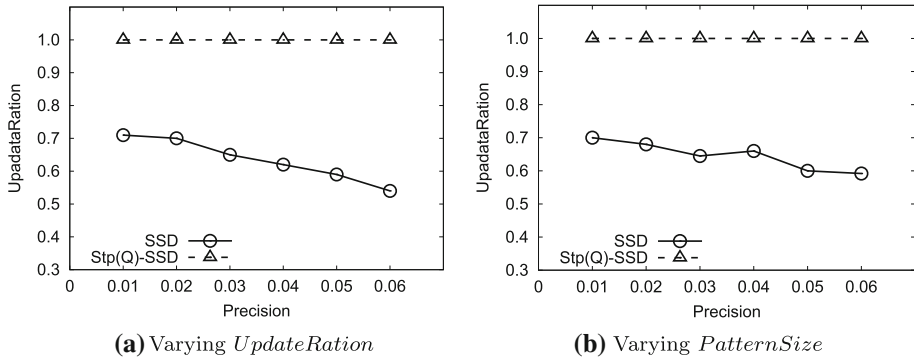 1.0
0.9
0.8
0.7
0.6
0.5
0.4
0.3
UpadataRation
SSD
Stp(Q)-SSD
0 0.01 0.02 0.03 0.04 0.05 0.06
Precision
(a) Varying UpdateRation
1.0
0.9
0.8
0.7
0.6
0.5
0.4
0.3
UpadataRation
SSD
Stp(Q)-SSD
0 0.01 0.02 0.03 0.04 0.05 0.06
Precision
(b) Varying PatternSize